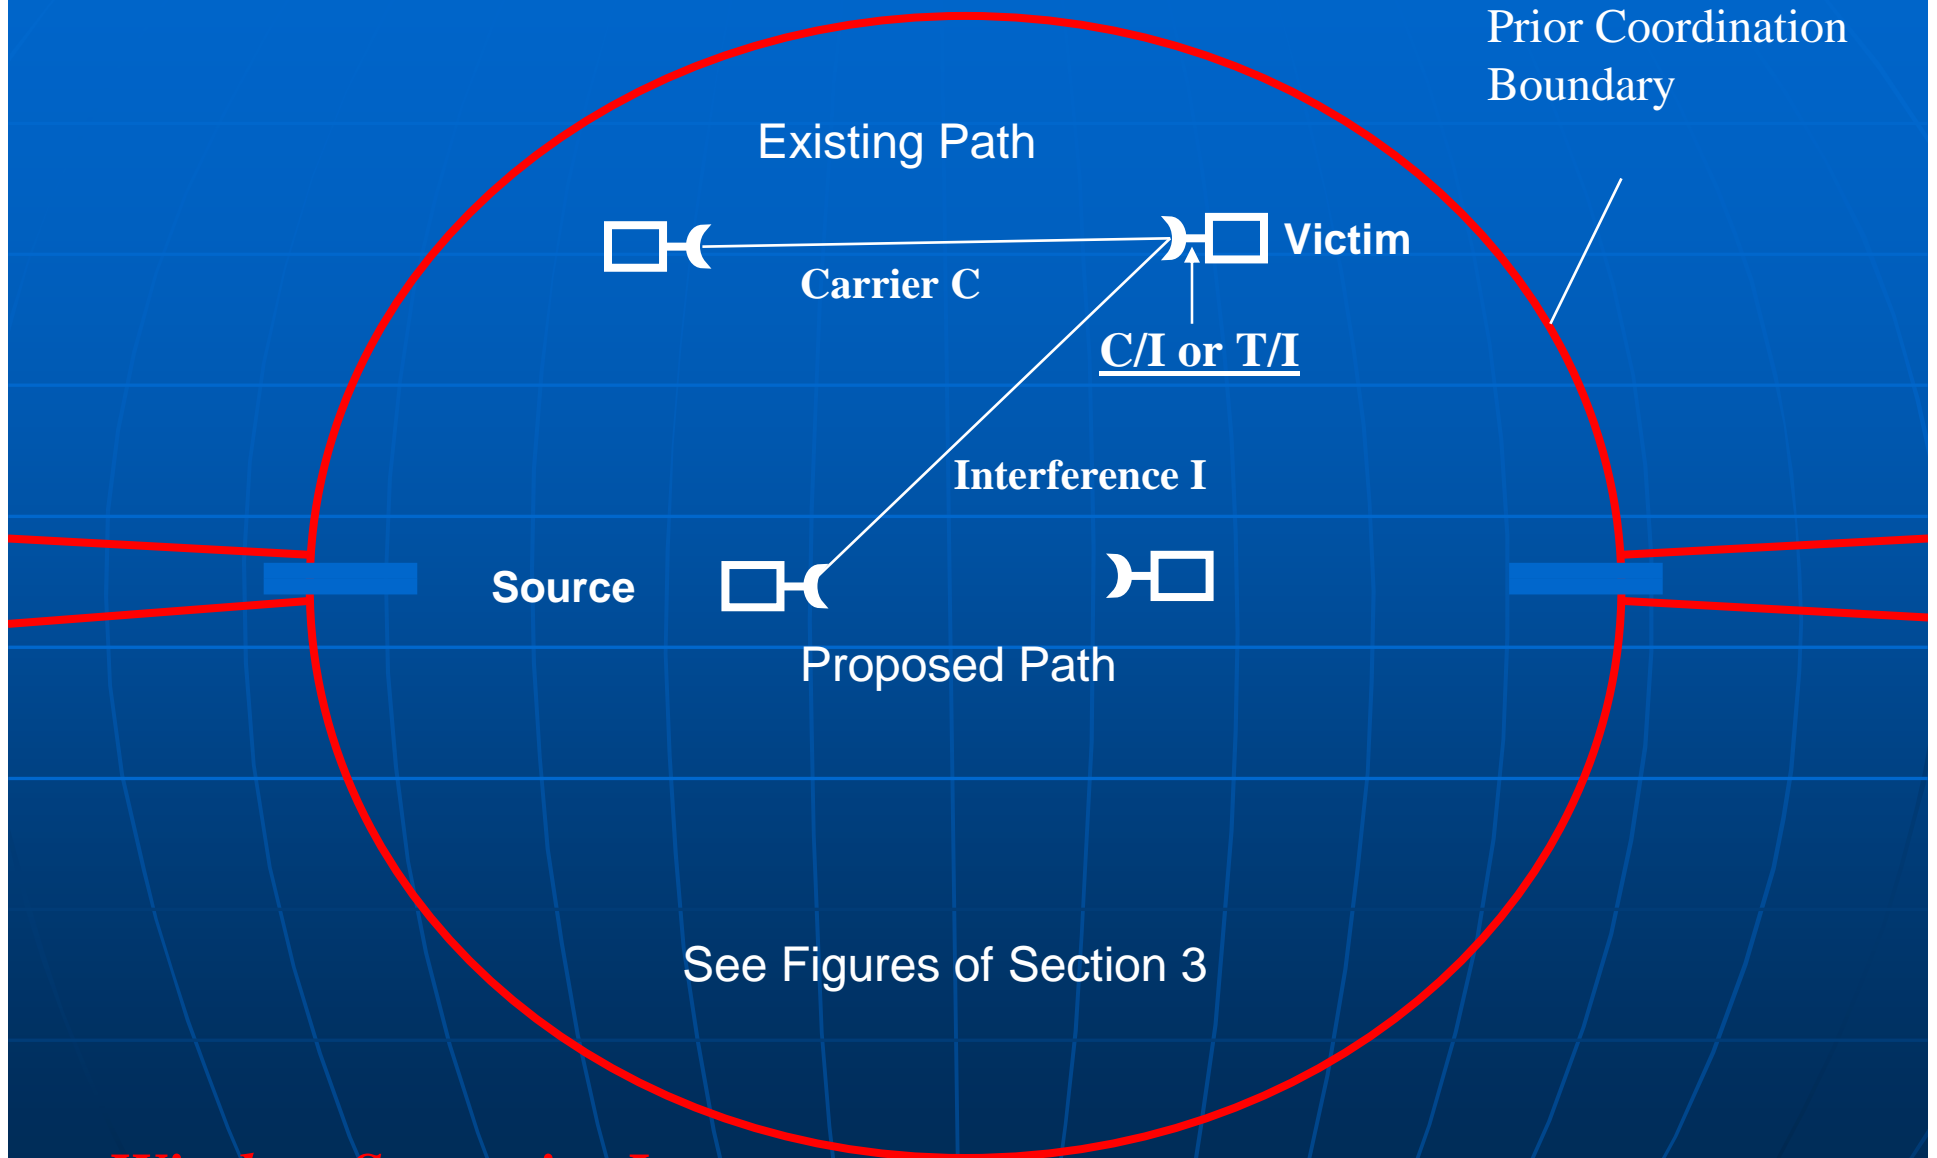 Prior Coordination
Boundary
Existing Path
Victim
Carrier C
C/I or T/I
Interference I
Source
Proposed Path
See Figures of Section 3